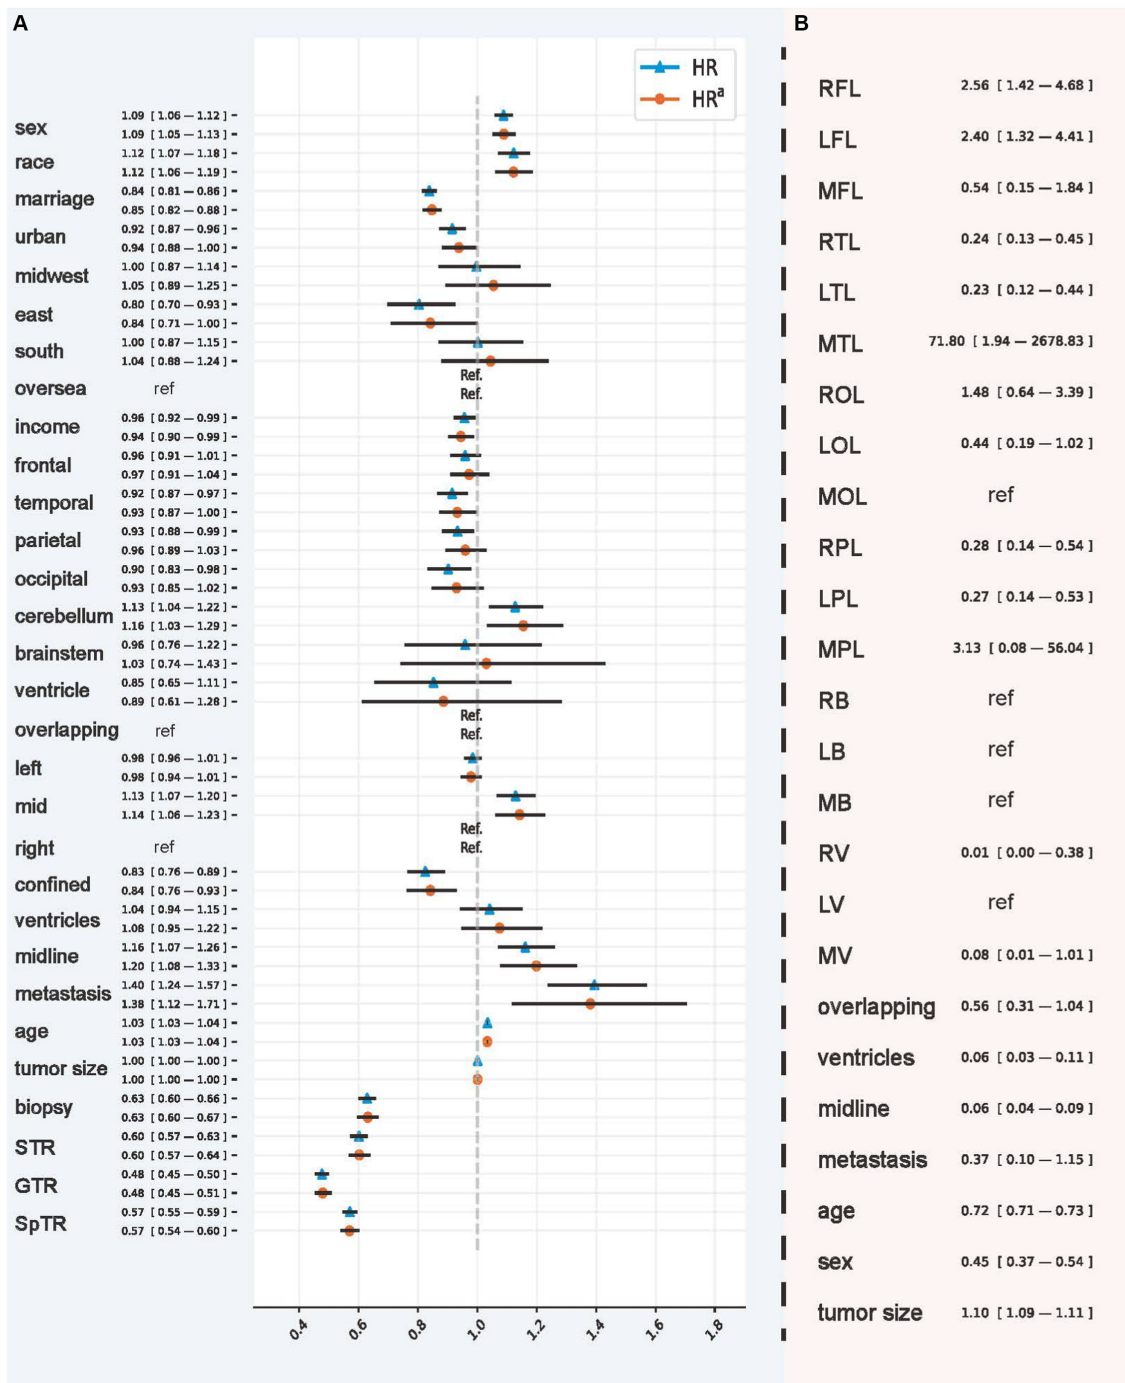 A
HR
HRª
sex 1.09 [ 1.06 — 1.12 ]
1.09 [ 1.05 — 1.13 ]
race 1.12 [ 1.07 — 1.18 ]
1.12 [ 1.06 — 1.19 ]
marriage 0.84 [ 0.81 — 0.86 ]
0.85 [ 0.82 — 0.88 ]
urban 0.92 [ 0.87 — 0.96 ]
0.94 [ 0.88 — 1.00 ]
midwest 1.00 [ 0.87 — 1.14 ]
1.05 [ 0.89 — 1.25 ]
east 0.80 [ 0.70 — 0.93 ]
0.84 [ 0.71 — 1.00 ]
south 1.00 [ 0.87 — 1.15 ]
1.04 [ 0.88 — 1.24 ]
Ref.
oversea ref Ref.
income 0.96 [ 0.92 — 0.99 ]
0.94 [ 0.90 — 0.99 ]
frontal 0.96 [ 0.91 — 1.01 ]
0.97 [ 0.91 — 1.04 ]
temporal 0.92 [ 0.87 — 0.97 ]
0.93 [ 0.87 — 1.00 ]
parietal 0.93 [ 0.88 — 0.99 ]
0.96 [ 0.89 — 1.03 ]
occipital 0.90 [ 0.83 — 0.98 ]
0.93 [ 0.85 — 1.02 ]
cerebellum 1.13 [ 1.04 — 1.22 ]
1.16 [ 1.03 — 1.29 ]
brainstem 0.96 [ 0.76 — 1.22 ]
1.03 [ 0.74 — 1.43 ]
ventricle 0.85 [ 0.65 — 1.11 ]
0.89 [ 0.61 — 1.28 ]
Ref.
overlapping ref Ref.
left 0.98 [ 0.96 — 1.01 ]
0.98 [ 0.94 — 1.01 ]
mid 1.13 [ 1.07 — 1.20 ]
1.14 [ 1.06 — 1.23 ]
Ref.
right ref Ref.
confined 0.83 [ 0.76 — 0.89 ]
0.84 [ 0.76 — 0.93 ]
ventricles 1.04 [ 0.94 — 1.15 ]
1.08 [ 0.95 — 1.22 ]
midline 1.16 [ 1.07 — 1.26 ]
1.20 [ 1.08 — 1.33 ]
metastasis 1.40 [ 1.24 — 1.57 ]
1.38 [ 1.12 — 1.71 ]
age 1.03 [ 1.03 — 1.04 ]
1.03 [ 1.03 — 1.04 ]
tumor size 1.00 [ 1.00 — 1.00 ]
1.00 [ 1.00 — 1.00 ]
biopsy 0.63 [ 0.60 — 0.66 ]
0.63 [ 0.60 — 0.67 ]
STR 0.60 [ 0.57 — 0.63 ]
0.60 [ 0.57 — 0.64 ]
GTR 0.48 [ 0.45 — 0.50 ]
0.48 [ 0.45 — 0.51 ]
SpTR 0.57 [ 0.55 — 0.59 ]
0.57 [ 0.54 — 0.60 ]
0.4 0.6 0.8 1.0 1.2 1.4 1.6 1.8
B
RFL 2.56 [ 1.42 — 4.68 ]
LFL 2.40 [ 1.32 — 4.41 ]
MFL 0.54 [ 0.15 — 1.84 ]
RTL 0.24 [ 0.13 — 0.45 ]
LTL 0.23 [ 0.12 — 0.44 ]
MTL 71.80 [ 1.94 — 2678.83 ]
ROL 1.48 [ 0.64 — 3.39 ]
LOL 0.44 [ 0.19 — 1.02 ]
MOL ref
RPL 0.28 [ 0.14 — 0.54 ]
LPL 0.27 [ 0.14 — 0.53 ]
MPL 3.13 [ 0.08 — 56.04 ]
RB ref
LB ref
MB ref
RV 0.01 [ 0.00 — 0.38 ]
LV ref
MV 0.08 [ 0.01 — 1.01 ]
overlapping 0.56 [ 0.31 — 1.04 ]
ventricles 0.06 [ 0.03 — 0.11 ]
midline 0.06 [ 0.04 — 0.09 ]
metastasis 0.37 [ 0.10 — 1.15 ]
age 0.72 [ 0.71 — 0.73 ]
sex 0.45 [ 0.37 — 0.54 ]
tumor size 1.10 [ 1.09 — 1.11 ]